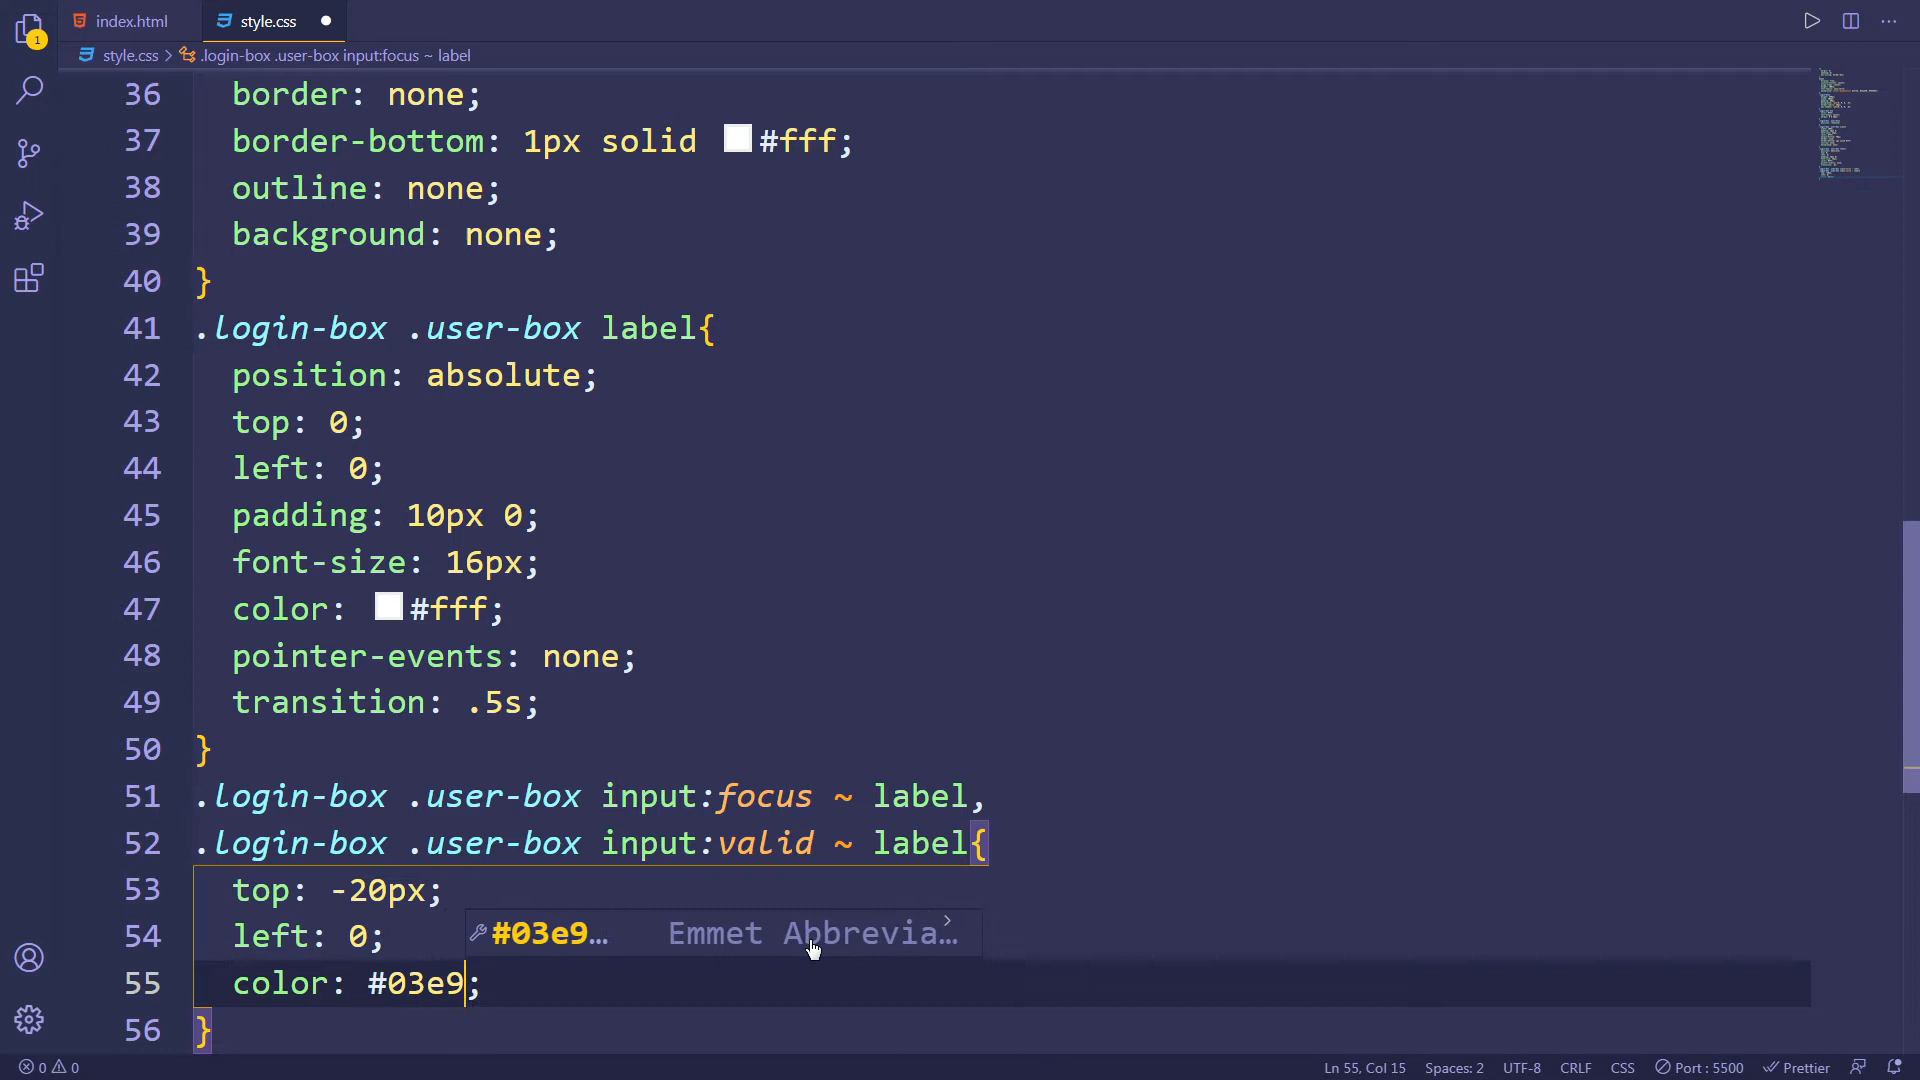 1
index.html
style.css
style.css > .login-box .user-box input:focus ~ label
36 border: none;
37 border-bottom: 1px solid #fff;
38 outline: none;
39 background: none;
40 }
41 .login-box .user-box label{
42 position: absolute;
43 top: 0;
44 left: 0;
45 padding: 10px 0;
46 font-size: 16px;
47 color: #fff;
48 pointer-events: none;
49 transition: .5s;
50 }
51 .login-box .user-box input:focus ~ label,
52 .login-box .user-box input:valid ~ label{
53 top: -20px;
54 left: 0;
#03e9… Emmet Abbrevia…
55 color: #03e9;
56 }
0 0 Ln 55, Col 15 Spaces: 2 UTF-8 CRLF CSS Port : 5500 Prettier